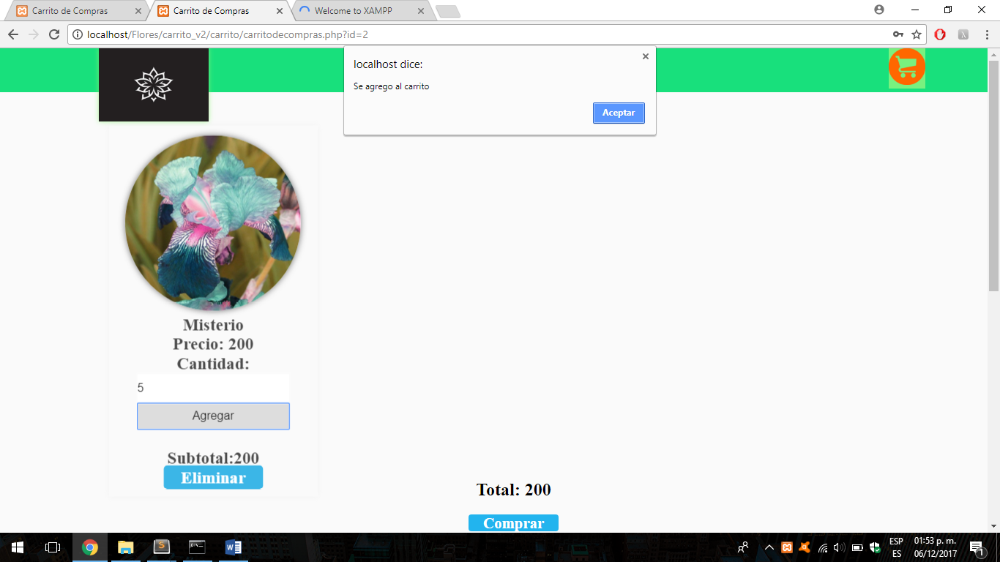 Carrito de Compras
Carrito de Compras
Welcome to XAMPP
localhost/Flores/carrito_v2/carrito/carritodecompras.php?id=2
localhost dice:
Se agrego al carrito
Aceptar
Misterio
Precio: 200
Cantidad:
5
Agregar
Subtotal:200
Eliminar
Total: 200
Comprar
ESP
ES
01:53 p. m.
06/12/2017
1